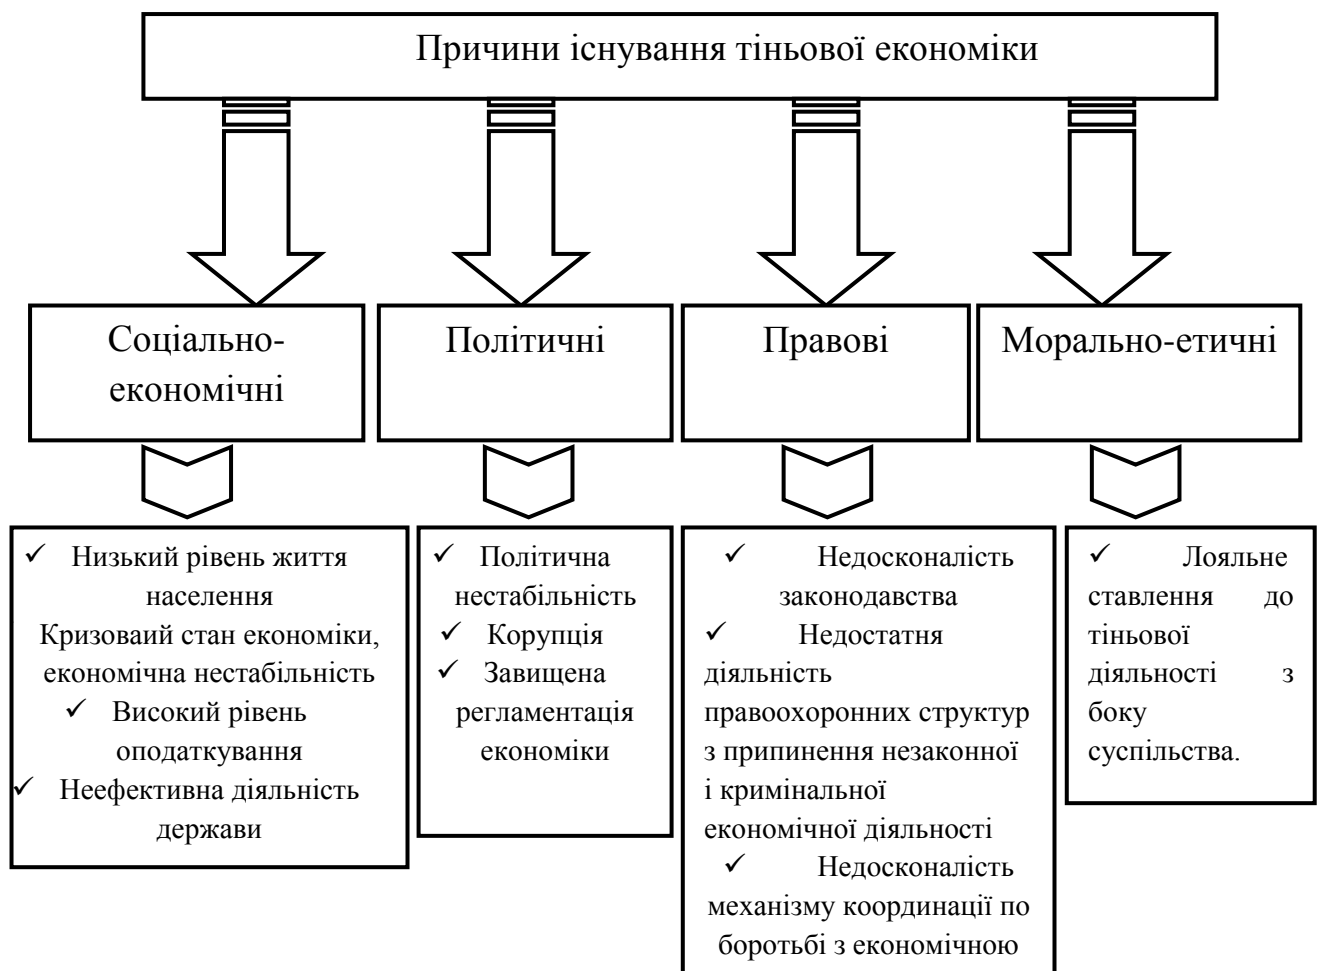 Причини існування тіньової економіки
Соціально-
економічні
Політичні
Правові
Морально-етичні
✓ Низький рівень життя
населення
Кризоваий стан економіки,
економічна нестабільність
✓ Високий рівень
оподаткування
✓ Неефективна діяльність
держави
✓ Політична
нестабільність
✓ Корупція
✓ Завищена
регламентація
економіки
✓ Недосконалість
законодавства
✓ Недостатня
діяльність
правоохоронних структур
з припинення незаконної
і кримінальної
економічної діяльності
✓ Недосконалість
механізму координації по
боротьбі з економічною
✓ Лояльне
ставлення до
тіньової
діяльності з
боку
суспільства.